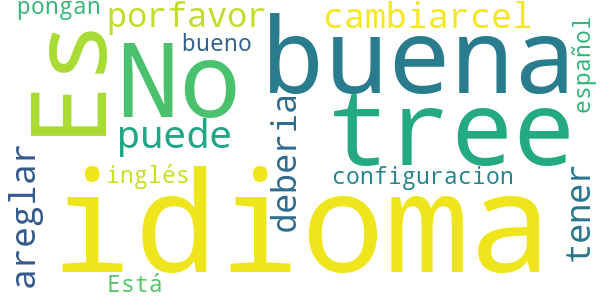 pongan
porfavor
cambiarcel
Es
No
bueno
buena
español
puede
tree
deberia
areglar
inglés
configuracion
tener
idioma
Está